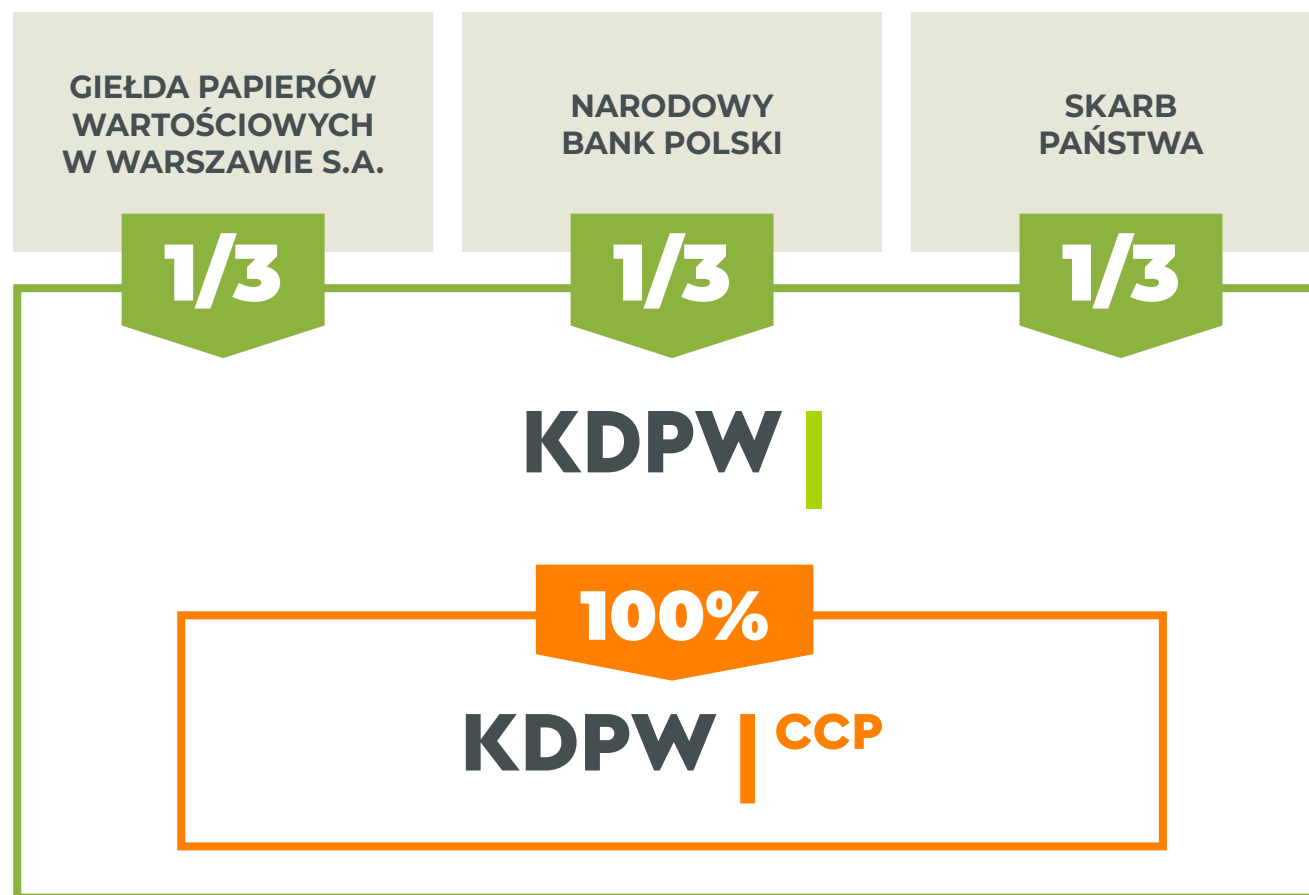 GIEŁDA PAPIERÓW
WARTOŚCIOWYCH
W WARSZAWIE S.A.
NARODOWY
BANK POLSKI
SKARB
PAŃSTWA
1/3
1/3
1/3
KDPW
100%
KDPW CCP